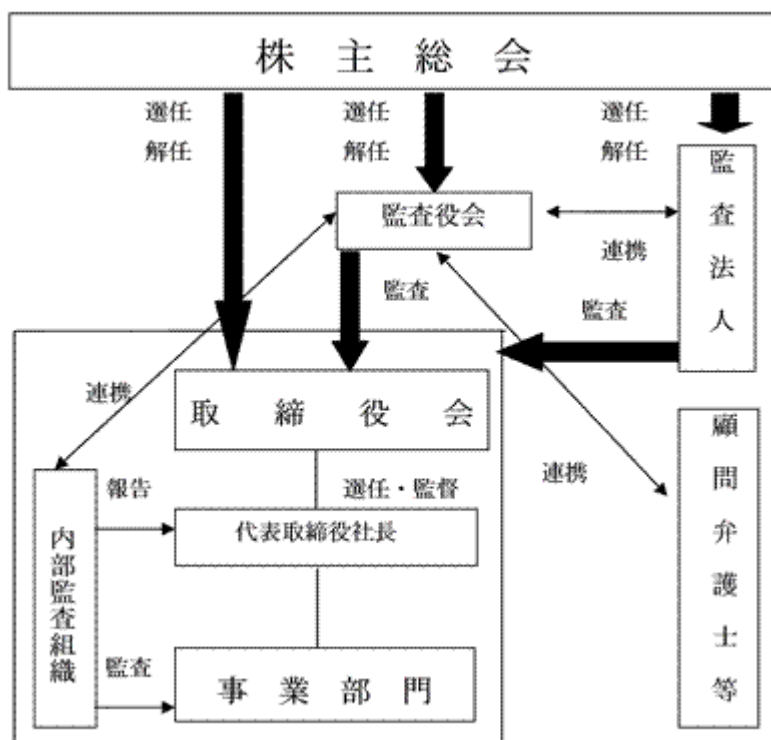 株主総会
選任
解任
選任
解任
選任
解任
監査法人
監査役会
連携
監査
監査
連携
取締役会
顧問弁護士等
連携
報告
選任・監督
内部監査組織
代表取締役社長
監査
事業部門